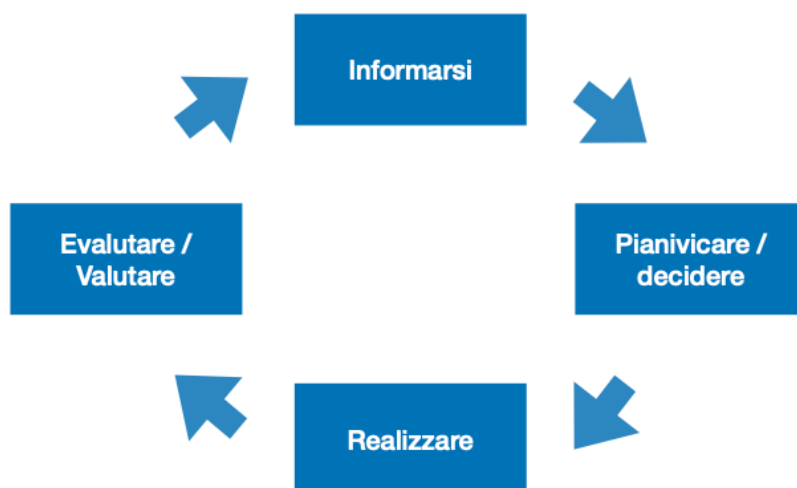 Informarsi
Evalutare /
Valutare
Pianivicare /
decidere
Realizzare